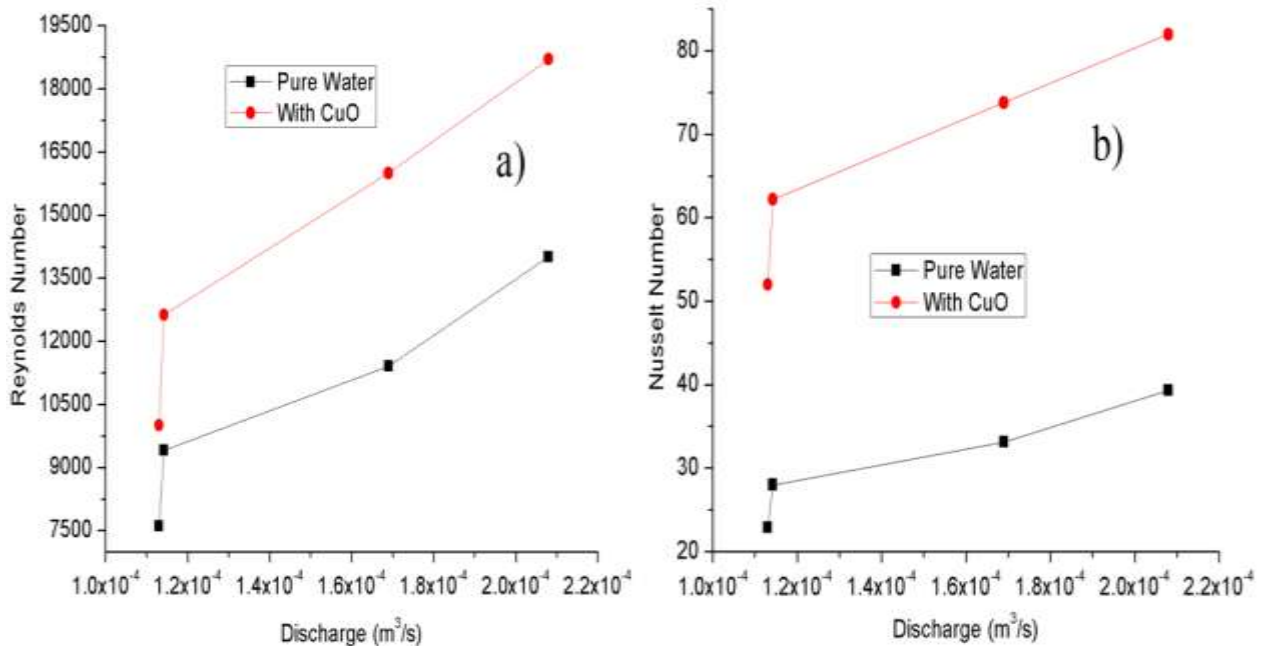 19500
18000
16500
15000
13500
12000
10500
9000
7500
Reynolds Number
Pure Water
With CuO
a)
1.0x10⁻⁴ 1.2x10⁻⁴ 1.4x10⁻⁴ 1.6x10⁻⁴ 1.8x10⁻⁴ 2.0x10⁻⁴ 2.2x10⁻⁴
Discharge (m³/s)
80
70
60
50
40
30
20
Nusselt Number
b)
Pure Water
With CuO
1.0x10⁻⁴ 1.2x10⁻⁴ 1.4x10⁻⁴ 1.6x10⁻⁴ 1.8x10⁻⁴ 2.0x10⁻⁴ 2.2x10⁻⁴
Discharge (m³/s)